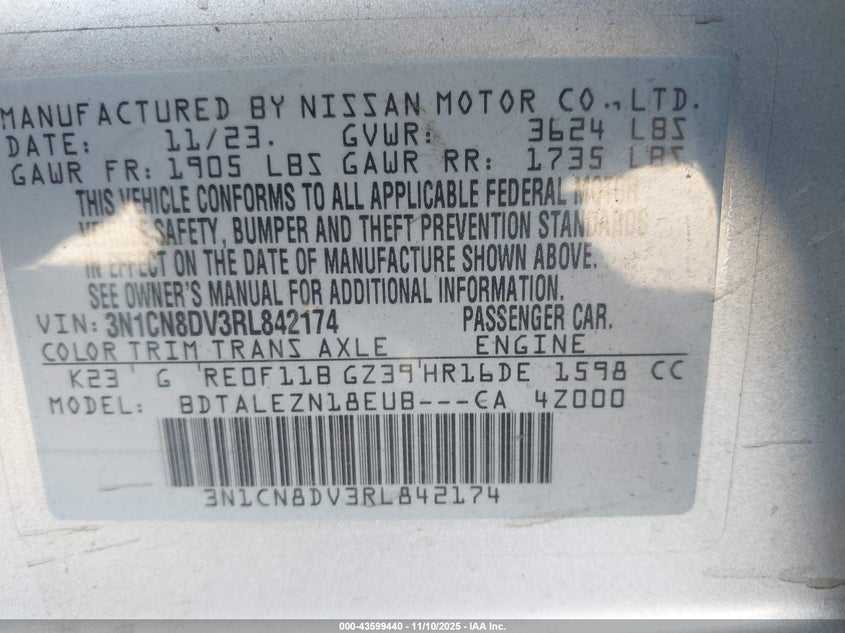 MANUFACTURED BY NISSAN MOTOR CO., LTD.
DATE: 11/23. GVWR: 3624 LBS
GAWR FR: 1905 LBS GAWR RR: 1735 LBS
THIS VEHICLE CONFORMS TO ALL APPLICABLE FEDERAL MOTOR
VEHICLE SAFETY, BUMPER AND THEFT PREVENTION STANDARDS
IN EFFECT ON THE DATE OF MANUFACTURE SHOWN ABOVE.
SEE OWNER'S MANUAL FOR ADDITIONAL INFORMATION.
VIN: 3N1CN8DV3RL842174 PASSENGER CAR.
COLOR TRIM TRANS AXLE ENGINE
K23 G RE0F11B GZ39 HR16DE 1598 CC
MODEL: BDTALEZN18EUB---CA 4Z000
3N1CN8DV3RL842174
000-43599440 - 11/10/2025 - IAA Inc.